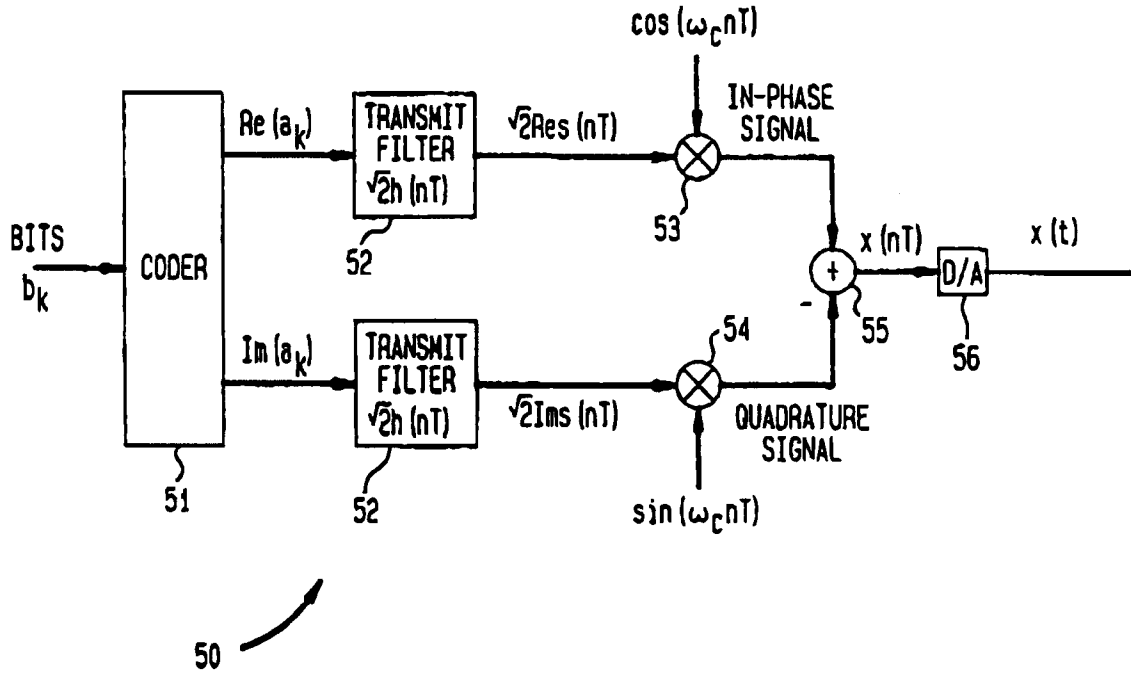 cos(ω_c nT)
IN-PHASE
SIGNAL
Re(a_k)
TRANSMIT
FILTER
√2h(nT)
√2Res(nT)
53
52
BITS
b_k
CODER
x(nT)
x(t)
+
-
D/A
55
56
54
Im(a_k)
TRANSMIT
FILTER
√2h(nT)
√2Ims(nT)
QUADRATURE
SIGNAL
51
52
sin(ω_c nT)
50